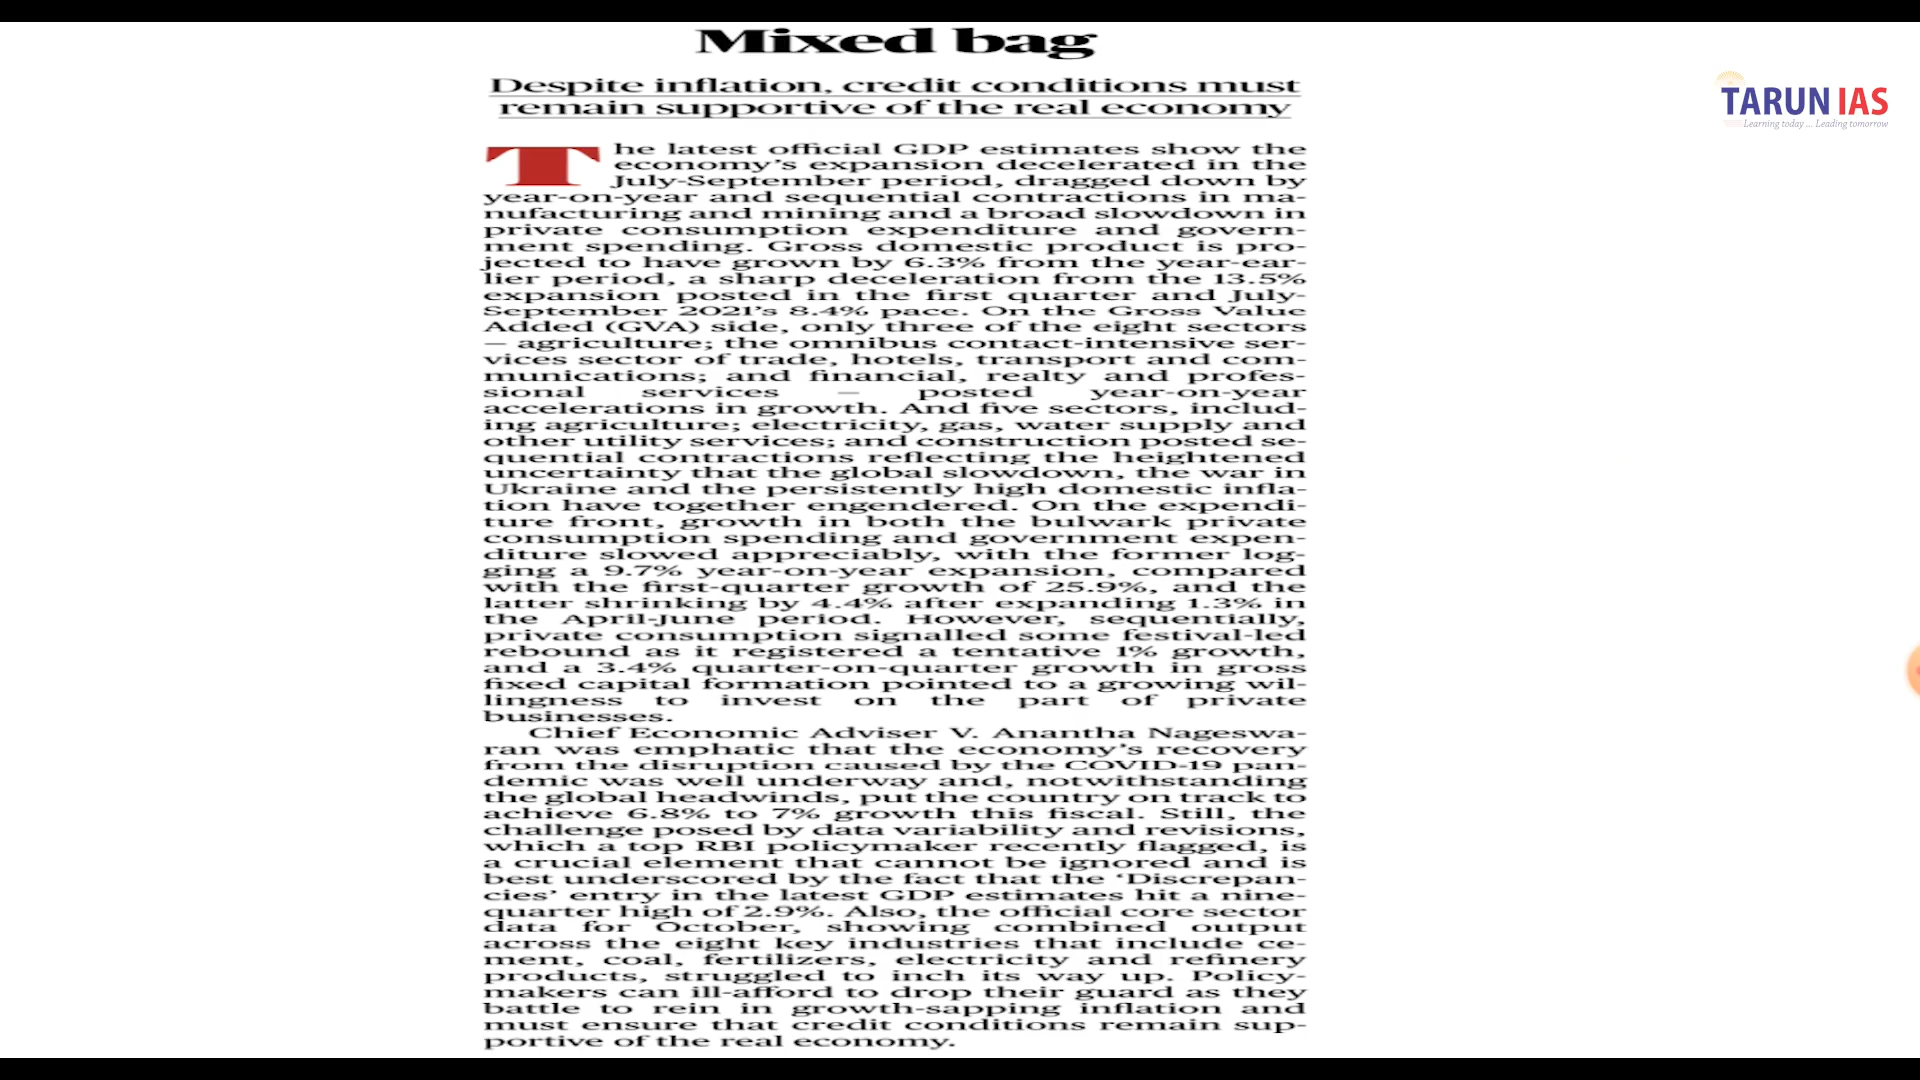 Mixed bag
Despite inflation, credit conditions must
remain supportive of the real economy
TARUN IAS
Learning today ... Leading tomorrow
The latest official GDP estimates show the
economy's expansion decelerated in the
July-September period, dragged down by
year-on-year and sequential contractions in ma-
nufacturing and mining and a broad slowdown in
private consumption expenditure and govern-
ment spending. Gross domestic product is pro-
jected to have grown by 6.3% from the year-ear-
lier period, a sharp deceleration from the 13.5%
expansion posted in the first quarter and July-
September 2021's 8.4% pace. On the Gross Value
Added (GVA) side, only three of the eight sectors
— agriculture; the omnibus contact-intensive ser-
vices sector of trade, hotels, transport and com-
munications; and financial, realty and profes-
sional services — posted year-on-year
accelerations in growth. And five sectors, includ-
ing agriculture; electricity, gas, water supply and
other utility services; and construction posted se-
quential contractions reflecting the heightened
uncertainty that the global slowdown, the war in
Ukraine and the persistently high domestic infla-
tion have together engendered. On the expendi-
ture front, growth in both the bulwark private
consumption spending and government expen-
diture slowed appreciably, with the former log-
ging a 9.7% year-on-year expansion, compared
with the first-quarter growth of 25.9%, and the
latter shrinking by 4.4% after expanding 1.3% in
the April-June period. However, sequentially,
private consumption signalled some festival-led
rebound as it registered a tentative 1% growth,
and a 3.4% quarter-on-quarter growth in gross
fixed capital formation pointed to a growing wil-
lingness to invest on the part of private
businesses.
Chief Economic Adviser V. Anantha Nageswa-
ran was emphatic that the economy's recovery
from the disruption caused by the COVID-19 pan-
demic was well underway and, notwithstanding
the global headwinds, put the country on track to
achieve 6.8% to 7% growth this fiscal. Still, the
challenge posed by data variability and revisions,
which a top RBI policymaker recently flagged, is
a crucial element that cannot be ignored and is
best underscored by the fact that the 'Discrepan-
cies' entry in the latest GDP estimates hit a nine-
quarter high of 2.9%. Also, the official core sector
data for October, showing combined output
across the eight key industries that include ce-
ment, coal, fertilizers, electricity and refinery
products, struggled to inch its way up. Policy-
makers can ill-afford to drop their guard as they
battle to rein in growth-sapping inflation and
must ensure that credit conditions remain sup-
portive of the real economy.